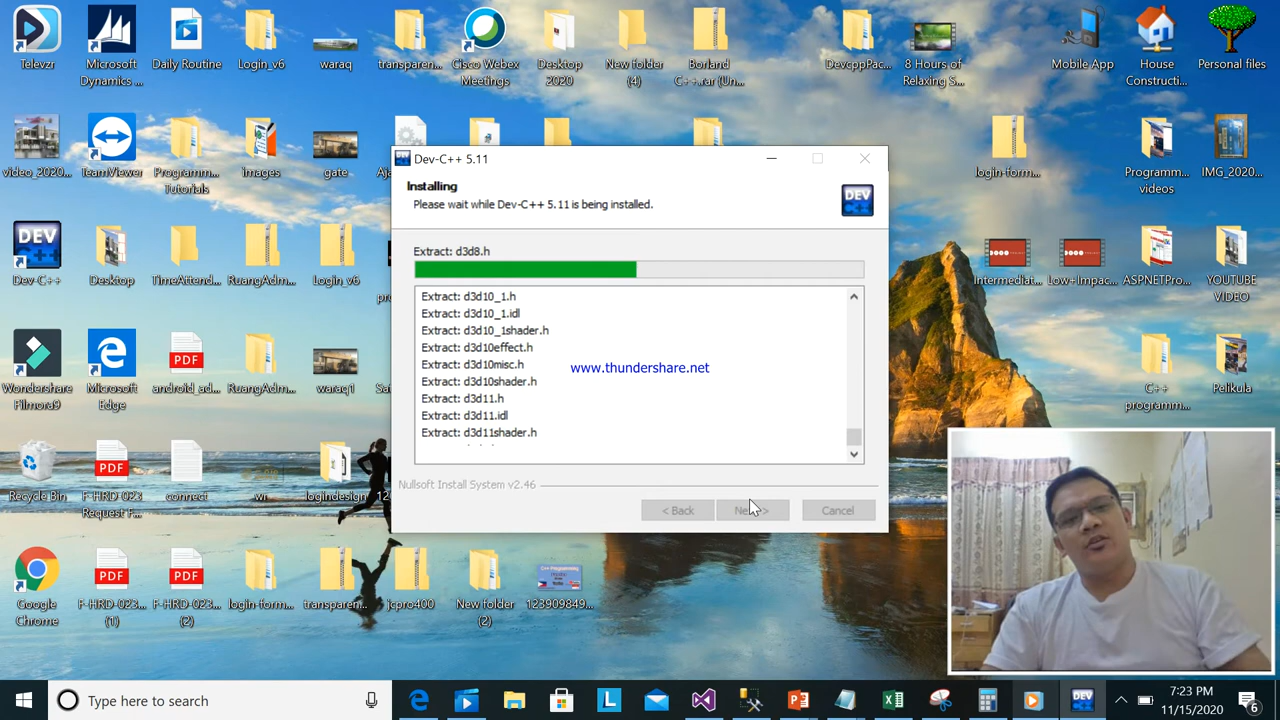 Televzr
Microsoft
Dynamics ...
Daily Routine
Login_v6
waraq
transparen...
Cisco Webex
Meetings
Desktop
2020
New folder
(4)
Borland
C++.rar (Un...
DevcppPac...
8 Hours of
Relaxing S...
Mobile App
House
Constructi...
Personal files
video_2020...
TeamViewer
Programm...
Tutorials
Images
gate
login-form...
Programm...
videos
IMG_2020...
DEV
C++
Dev-C++
Desktop
TimeAttend...
RuangAdm...
Login_v6
Intermediat...
Low+Impac...
ASPNETPro...
YOUTUBE
VIDEO
Wondershare
Filmora9
Microsoft
Edge
PDF
android_ad...
RuangAdm...
waraq1
C++
programm...
Pelikula
Recycle Bin
PDF
F-HRD-023
Request F...
connect
wr
logindesign
Google
Chrome
PDF
F-HRD-023...
(1)
PDF
F-HRD-023...
(2)
login-form...
transparen...
jcpro400
New folder
(2)
123909849...
Dev-C++ 5.11
Installing
Please wait while Dev-C++ 5.11 is being installed.
DEV
Extract: d3d8.h
Extract: d3d10_1.h
Extract: d3d10_1.idl
Extract: d3d10_1shader.h
Extract: d3d10effect.h
Extract: d3d10misc.h
Extract: d3d10shader.h
Extract: d3d11.h
Extract: d3d11.idl
Extract: d3d11shader.h
www.thundershare.net
Nullsoft Install System v2.46
< Back
Cancel
Type here to search
L
DEV
7:23 PM
11/15/2020
6